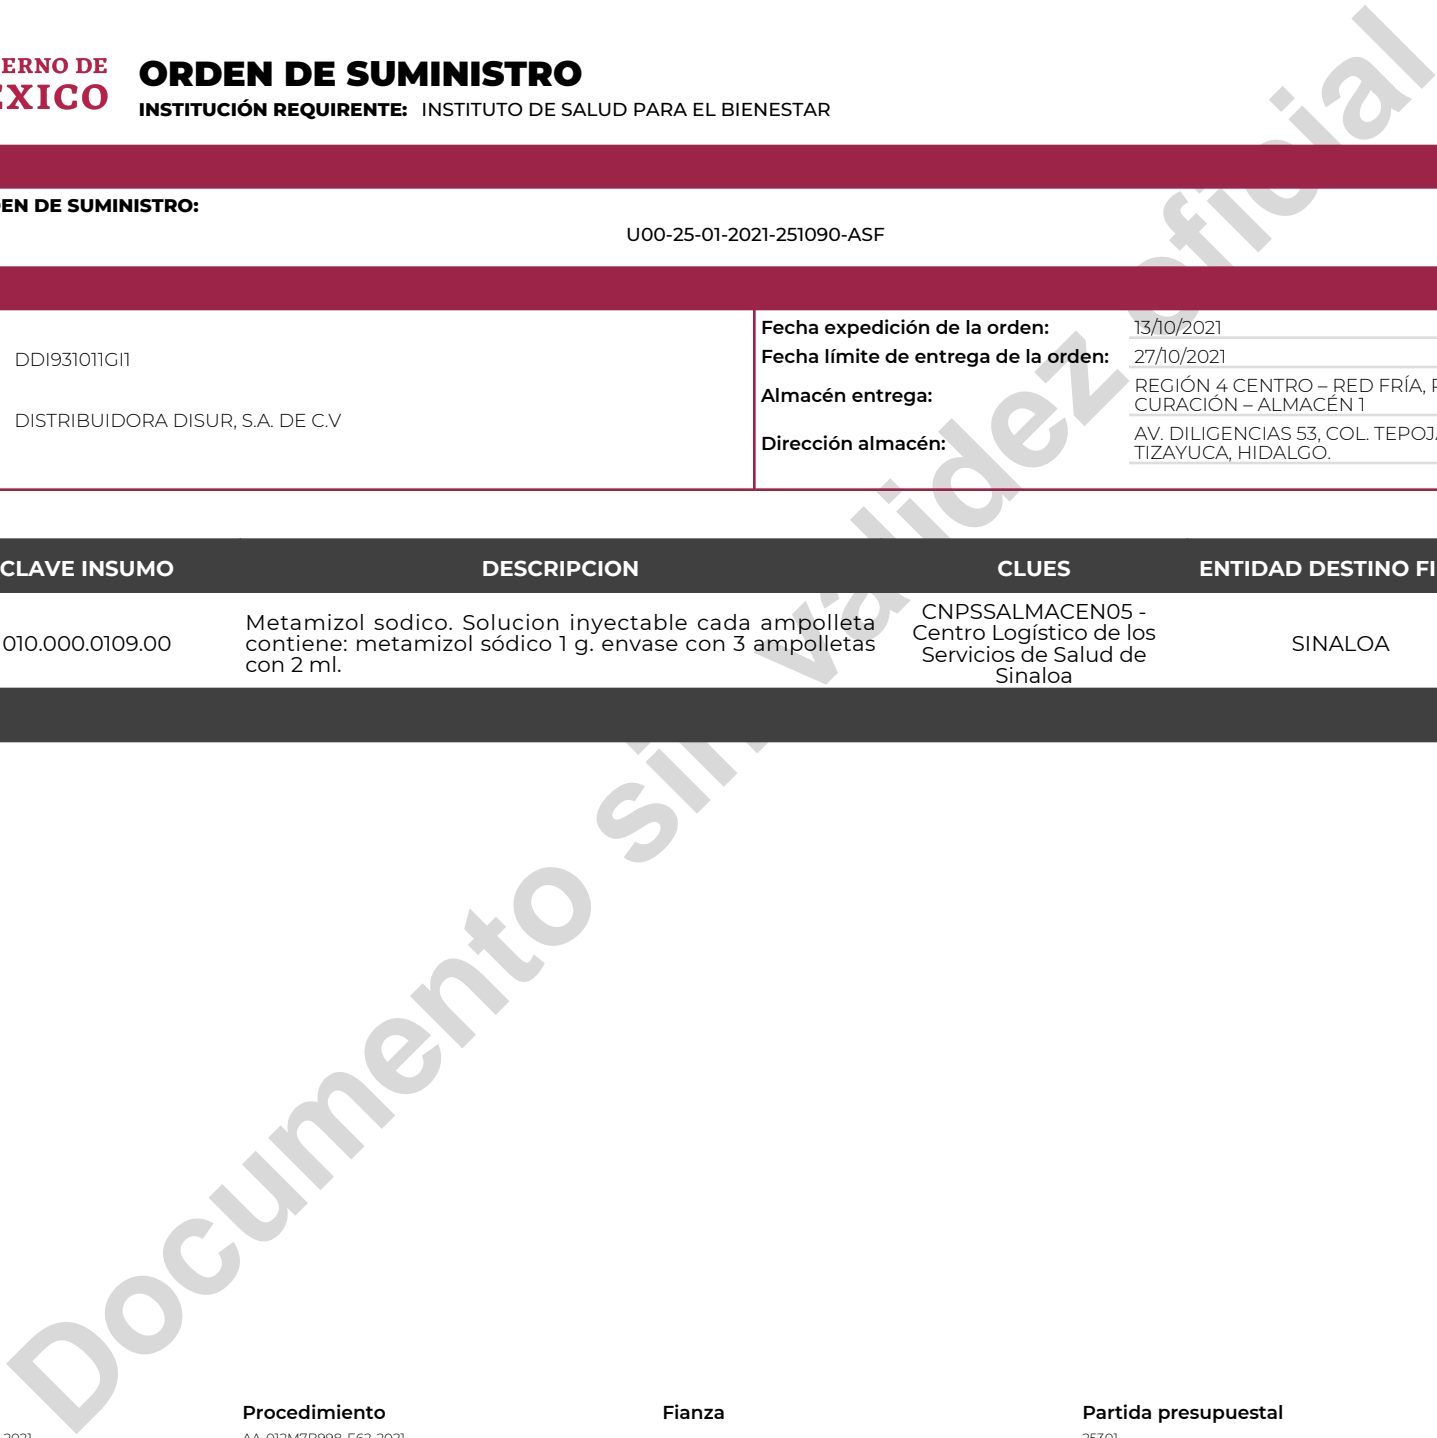 ERNO DE
ORDEN DE SUMINISTRO
INSTITUCIÓN REQUIRENTE: INSTITUTO DE SALUD PARA EL BIENESTAR
EN DE SUMINISTRO:
U00-25-01-2021-251090-ASF
DDI931011GI1
DISTRIBUIDORA DISUR, S.A. DE C.V
Fecha expedición de la orden: 13/10/2021
Fecha límite de entrega de la orden: 27/10/2021
Almacén entrega:
REGIÓN 4 CENTRO – RED FRÍA,
CURACIÓN – ALMACÉN 1
Dirección almacén:
AV. DILIGENCIAS 53, COL. TEPOJ
TIZAYUCA, HIDALGO.
CLAVE INSUMO DESCRIPCION CLUES ENTIDAD DESTINO FI
010.000.0109.00
Metamizol sodico. Solucion inyectable cada ampolleta
contiene: metamizol sódico 1 g. envase con 3 ampolletas
con 2 ml.
CNPSSALMACEN05 -
Centro Logístico de los
Servicios de Salud de
Sinaloa
SINALOA
Documento sin validez oficial
Procedimiento Fianza Partida presupuestal